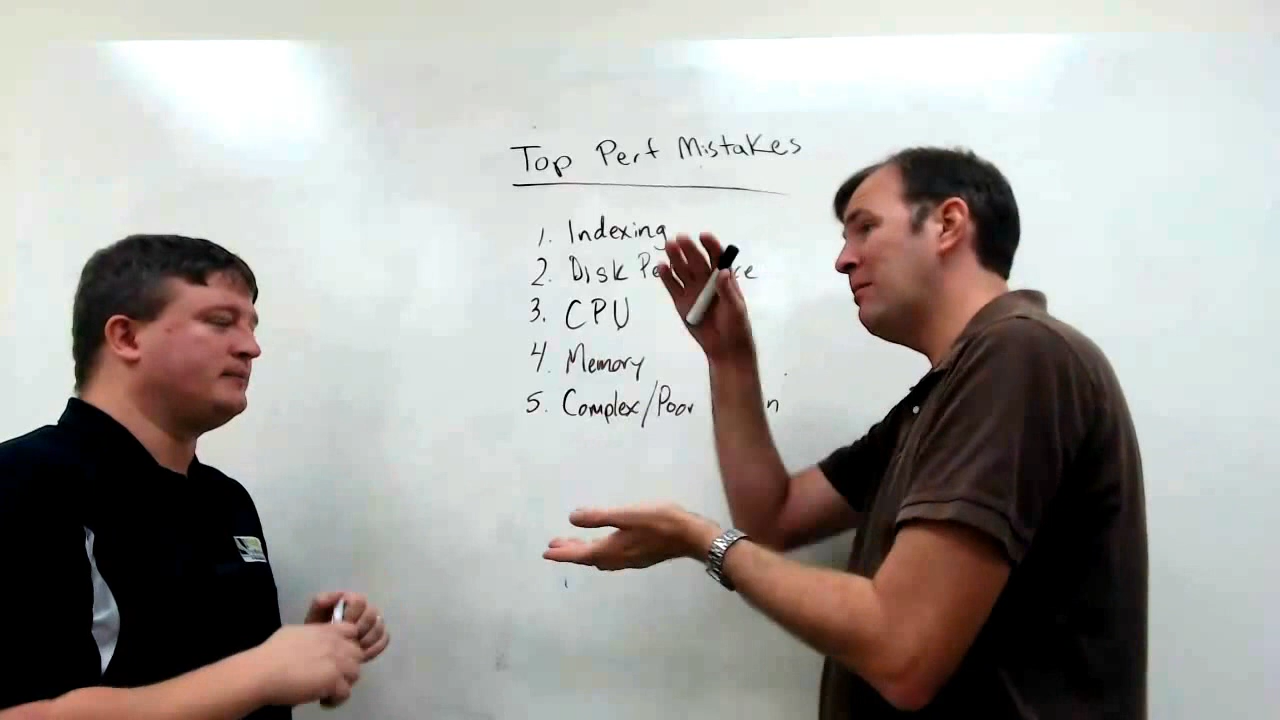 Top Perf Mistakes
1. Indexing
2. Disk
3. CPU
4. Memory
5. Complex/Poor